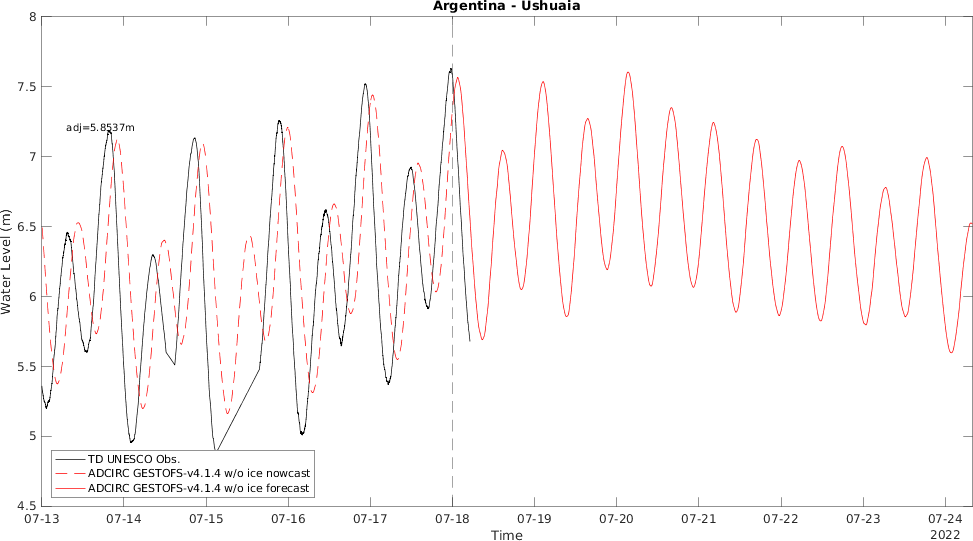 Argentina - Ushuaia
8
7.5
7
6.5
6
5.5
5
4.5
Water Level (m)
adj=5.8537m
TD UNESCO Obs.
ADCIRC GESTOFS-v4.1.4 w/o ice nowcast
ADCIRC GESTOFS-v4.1.4 w/o ice forecast
07-13 07-14 07-15 07-16 07-17 07-18 07-19 07-20 07-21 07-22 07-23 07-24
2022
Time